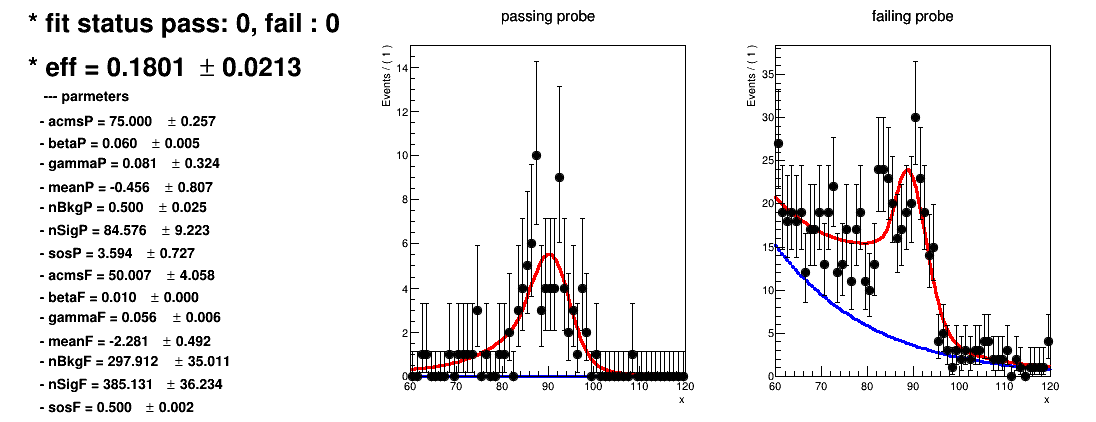 * fit status pass: 0, fail : 0
* eff = 0.1801 ± 0.0213
--- parmeters
- acmsP = 75.000 ± 0.257
- betaP = 0.060 ± 0.005
- gammaP = 0.081 ± 0.324
- meanP = -0.456 ± 0.807
- nBkgP = 0.500 ± 0.025
- nSigP = 84.576 ± 9.223
- sosP = 3.594 ± 0.727
- acmsF = 50.007 ± 4.058
- betaF = 0.010 ± 0.000
- gammaF = 0.056 ± 0.006
- meanF = -2.281 ± 0.492
- nBkgF = 297.912 ± 35.011
- nSigF = 385.131 ± 36.234
- sosF = 0.500 ± 0.002
passing probe
Events / ( 1 )
14
12
10
8
6
4
2
0
60 70 80 90 100 110 120
x
failing probe
Events / ( 1 )
35
30
25
20
15
10
5
0
60 70 80 90 100 110 120
x